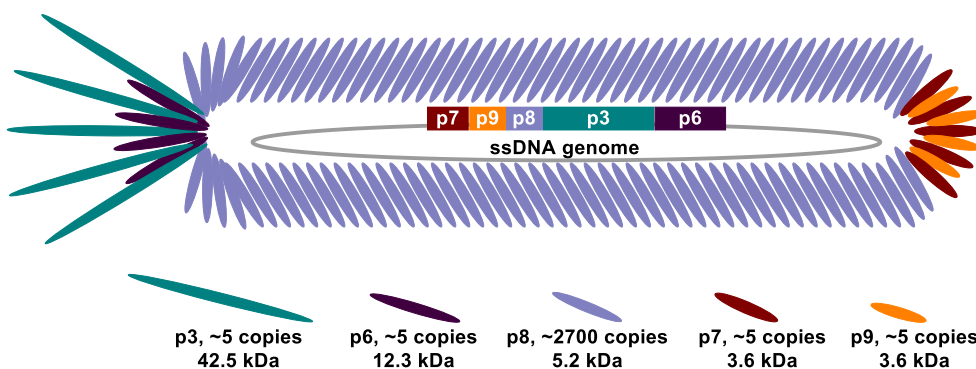 p7 p9 p8 p3 p6
ssDNA genome
p3, ~5 copies
42.5 kDa
p6, ~5 copies
12.3 kDa
p8, ~2700 copies
5.2 kDa
p7, ~5 copies
3.6 kDa
p9, ~5 copies
3.6 kDa